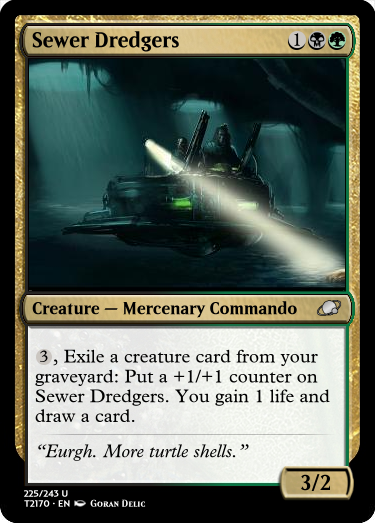 Sewer Dredgers 1
Creature — Mercenary Commando
3, Exile a creature card from your
graveyard: Put a +1/+1 counter on
Sewer Dredgers. You gain 1 life and
draw a card.
“Eurgh. More turtle shells.”
3/2
225/243 U
T2170 · EN Goran Delic